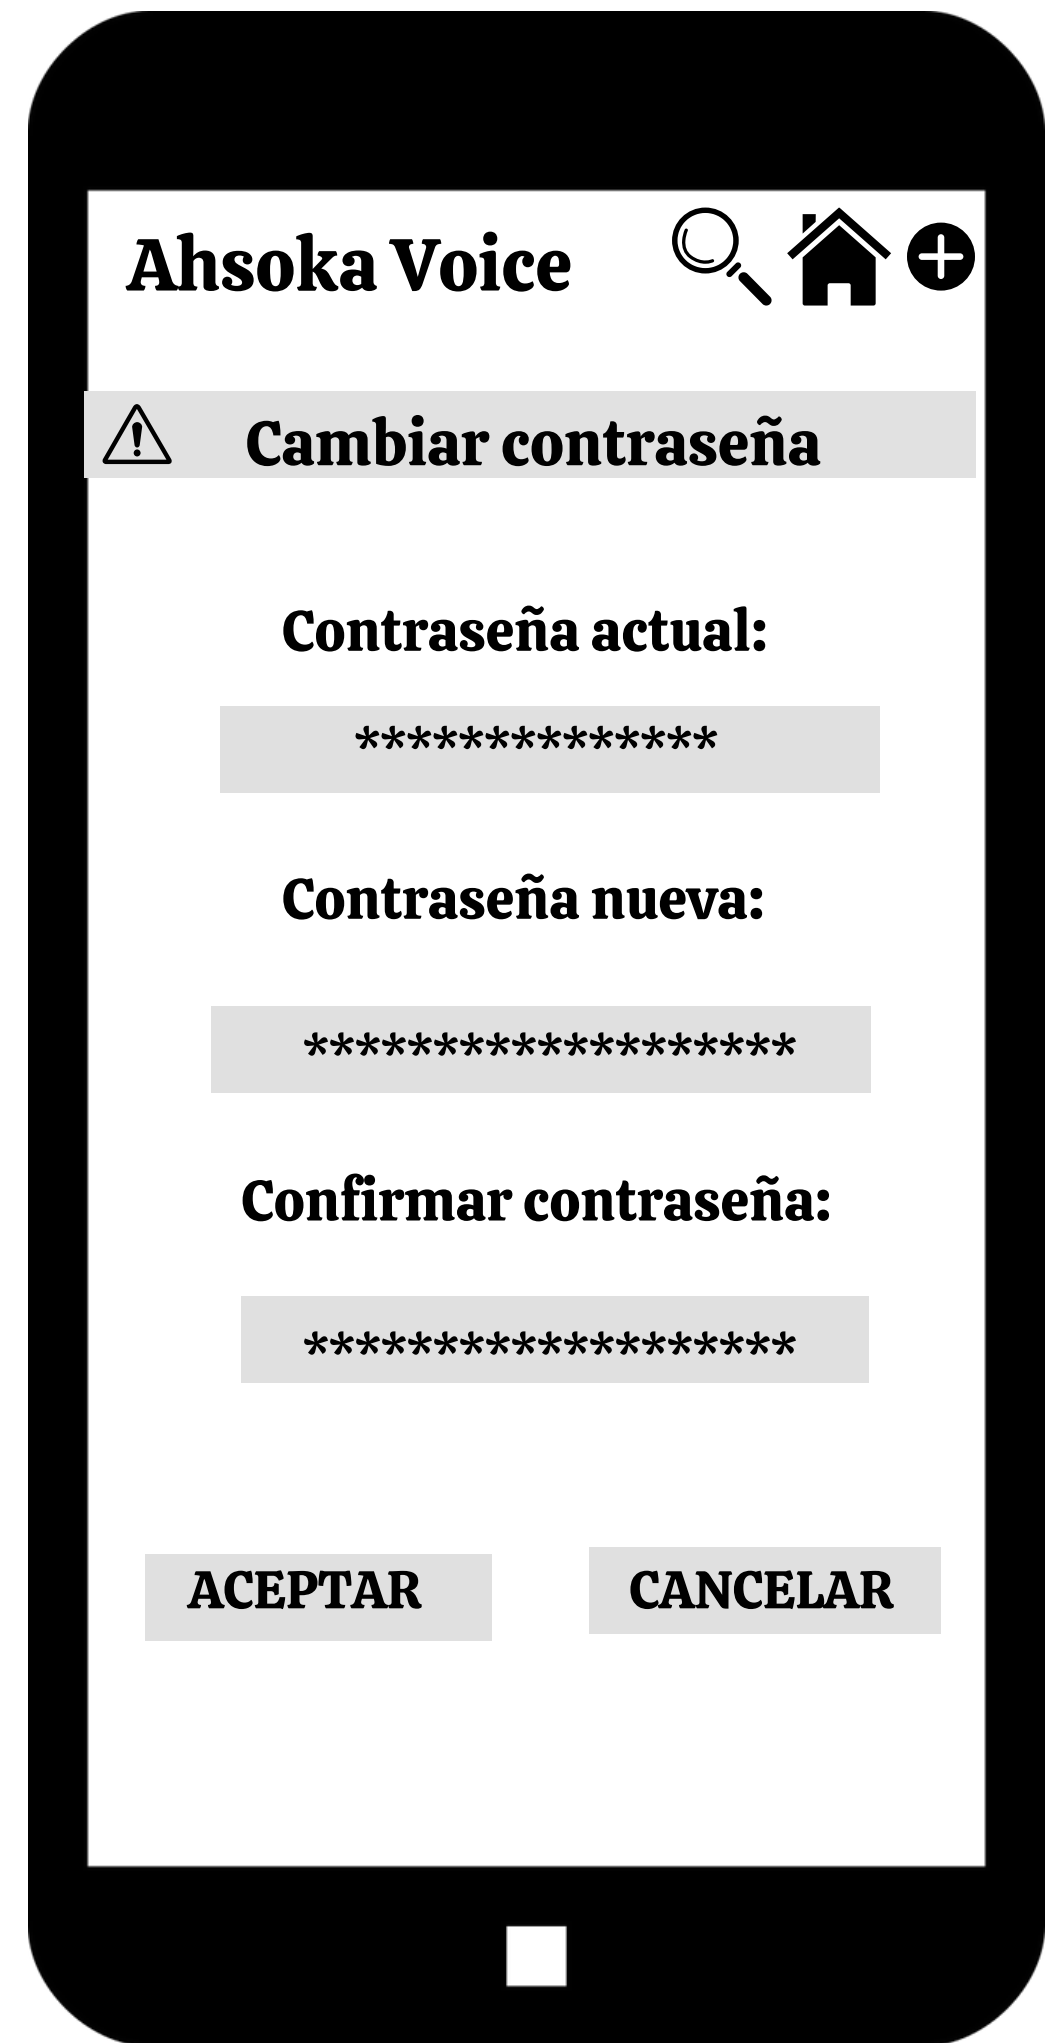 Ahsoka Voice
Cambiar contraseña
Contraseña actual:
**************
Contraseña nueva:
*******************
Confirmar contraseña:
*******************
ACEPTAR CANCELAR